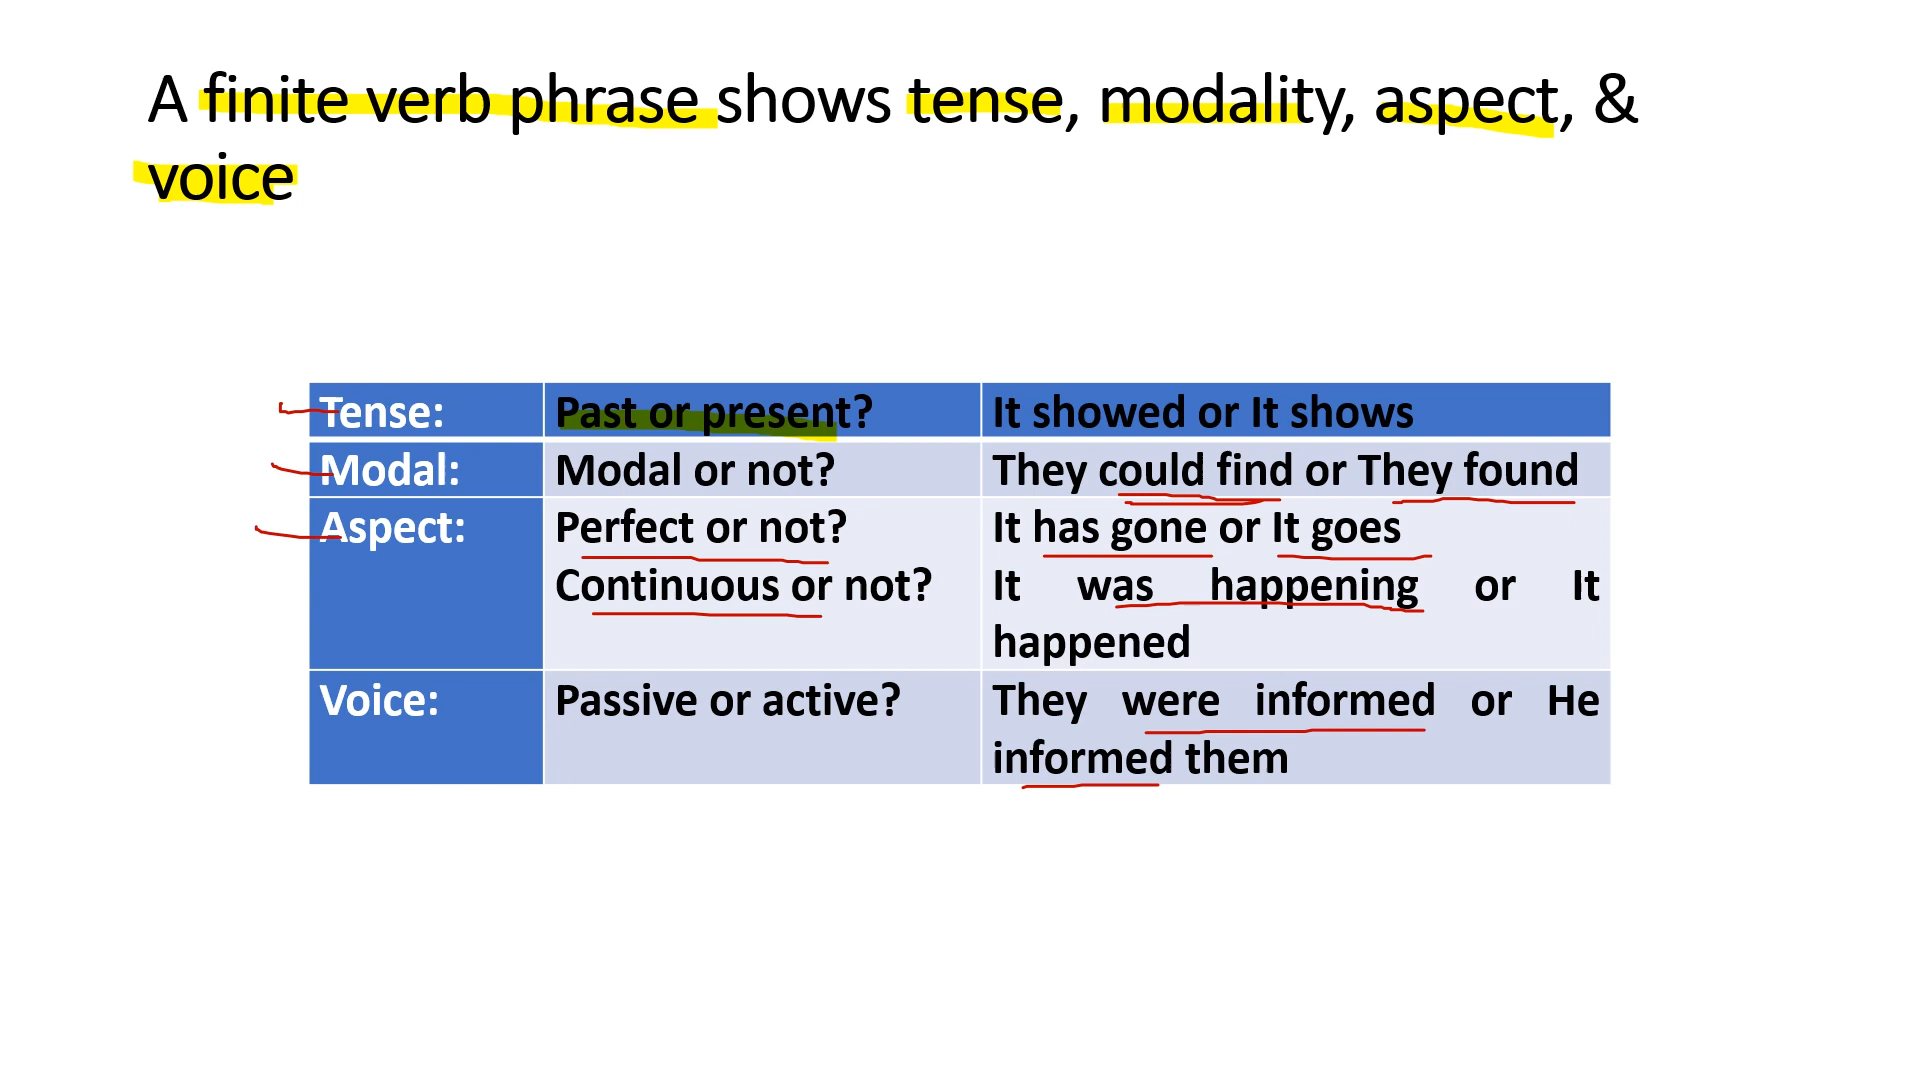 A finite verb phrase shows tense, modality, aspect, &
voice
Tense: Past or present? It showed or It shows
Modal: Modal or not? They could find or They found
Aspect: Perfect or not? It has gone or It goes
Continuous or not? It was happening or It
happened
Voice: Passive or active? They were informed or He
informed them